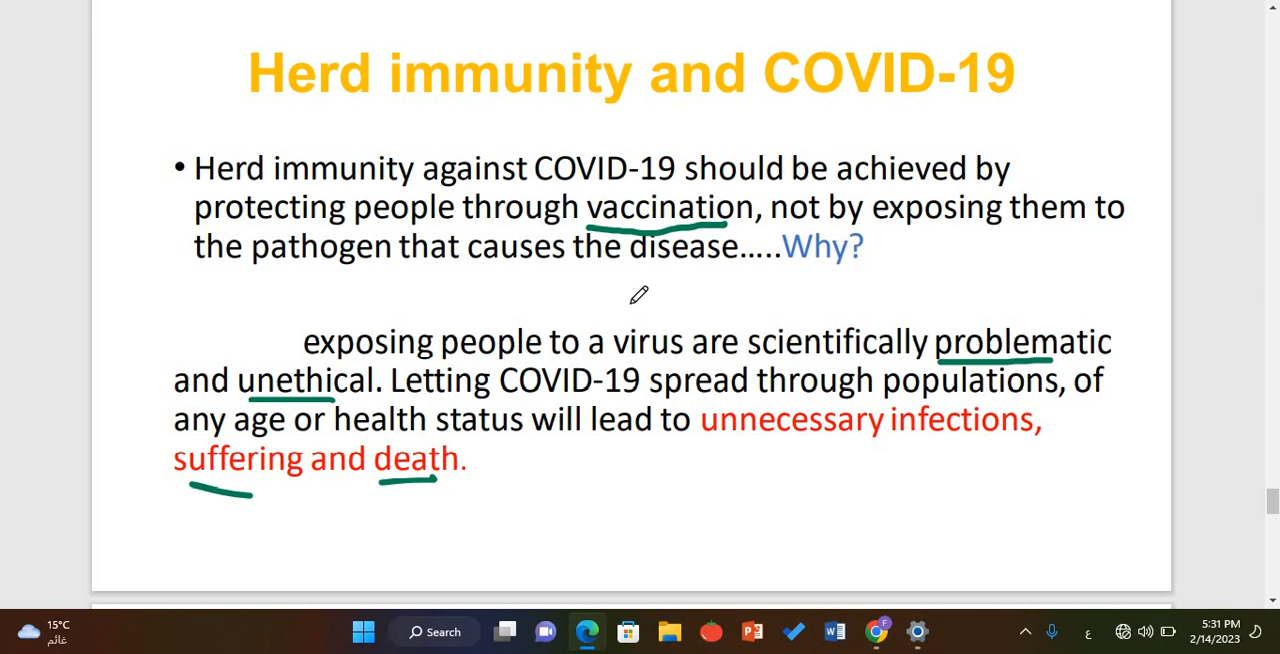 Herd immunity and COVID-19
• Herd immunity against COVID-19 should be achieved by
protecting people through vaccination, not by exposing them to
the pathogen that causes the disease.....Why?
exposing people to a virus are scientifically problematic
and unethical. Letting COVID-19 spread through populations, of
any age or health status will lead to unnecessary infections,
suffering and death.
15°C
غائم
Search
ع
5:31 PM
2/14/2023